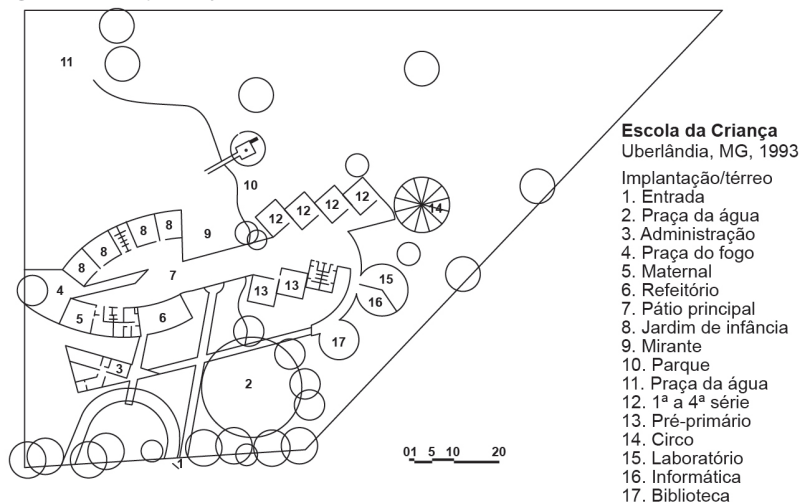 11
10
12
12
12
12
14
8
8
8
8
9
7
4
5
6
13
13
15
16
17
3
2
1
01 5 10 20
Escola da Criança
Uberlândia, MG, 1993
Implantação/térreo
1. Entrada
2. Praça da água
3. Administração
4. Praça do fogo
5. Maternal
6. Refeitório
7. Pátio principal
8. Jardim de infância
9. Mirante
10. Parque
11. Praça da água
12. 1ª a 4ª série
13. Pré-primário
14. Circo
15. Laboratório
16. Informática
17. Biblioteca